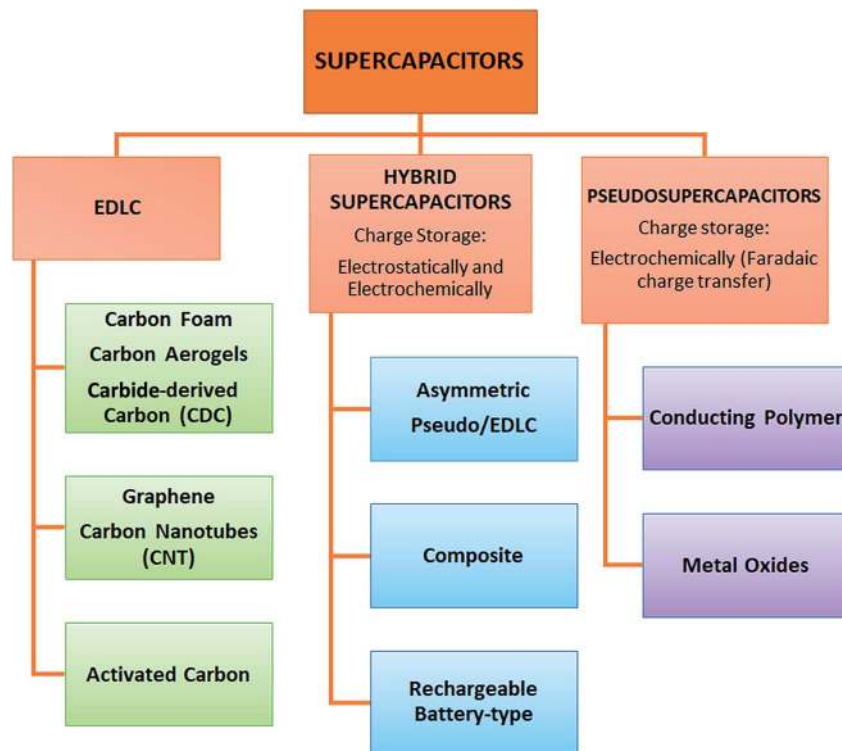 SUPERCAPACITORS
EDLC
Carbon Foam
Carbon Aerogels
Carbide-derived
Carbon (CDC)
Graphene
Carbon Nanotubes
(CNT)
Activated Carbon
HYBRID
SUPERCAPACITORS
Charge Storage:
Electrostatically and
Electrochemically
Asymmetric
Pseudo/EDLC
Composite
Rechargeable
Battery-type
PSEUDOSUPERCAPACITORS
Charge storage:
Electrochemically (Faradaic
charge transfer)
Conducting Polymer
Metal Oxides